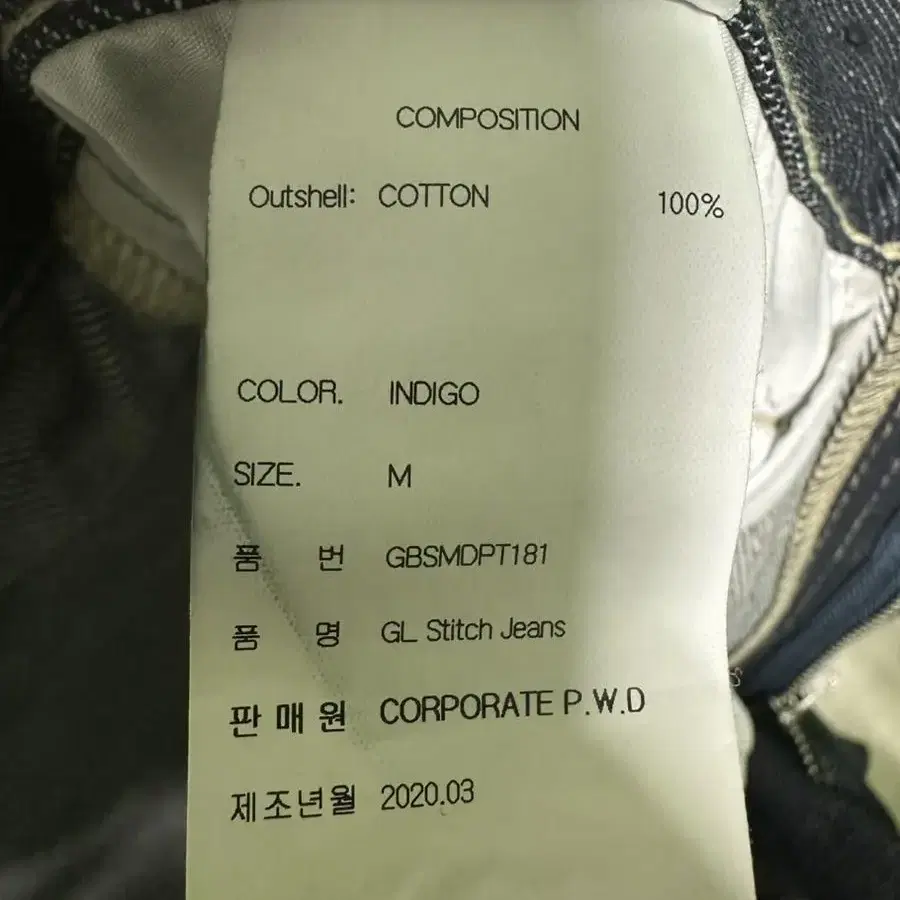 COMPOSITION
Outshell: COTTON 100%
COLOR. INDIGO
SIZE. M
품 번 GBSMDPT181
품 명 GL Stitch Jeans
판 매 원 CORPORATE P.W.D
제조년월 2020.03